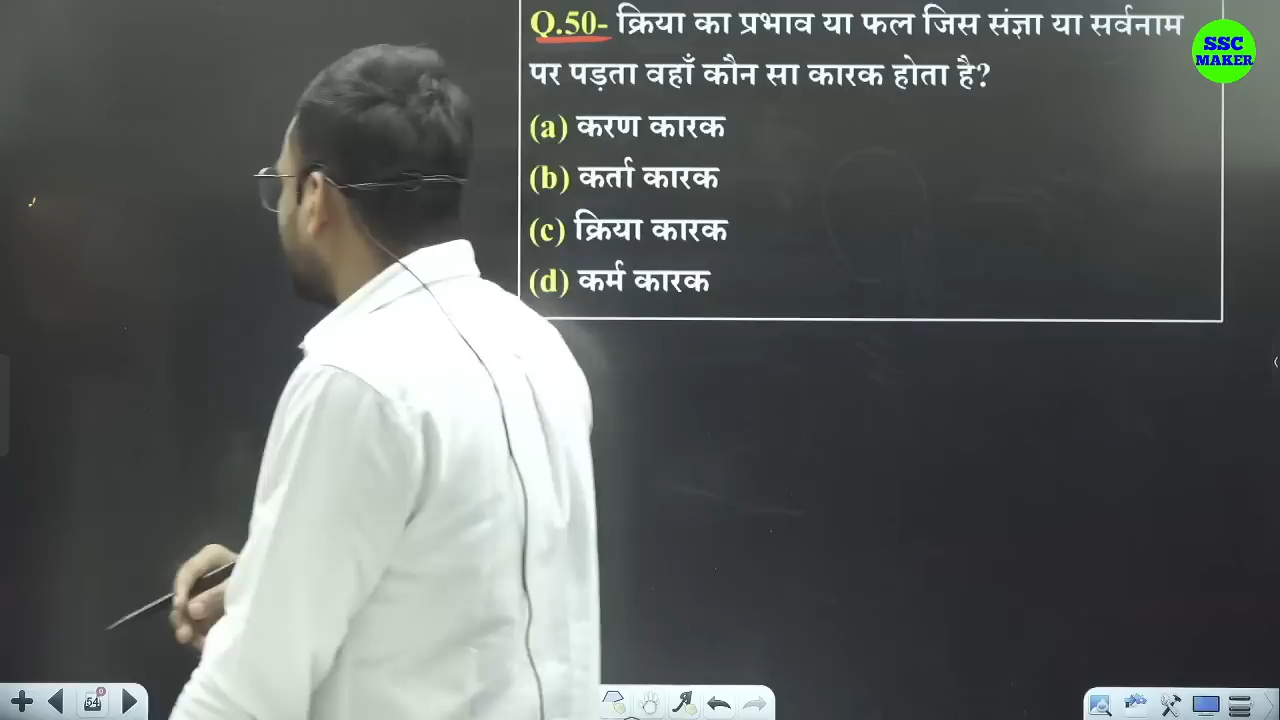 Q.50- क्रिया का प्रभाव या फल जिस संज्ञा या सर्वनाम
पर पड़ता वहाँ कौन सा कारक होता है?
(a) करण कारक
(b) कर्ता कारक
(c) क्रिया कारक
(d) कर्म कारक
SSC
MAKER
54